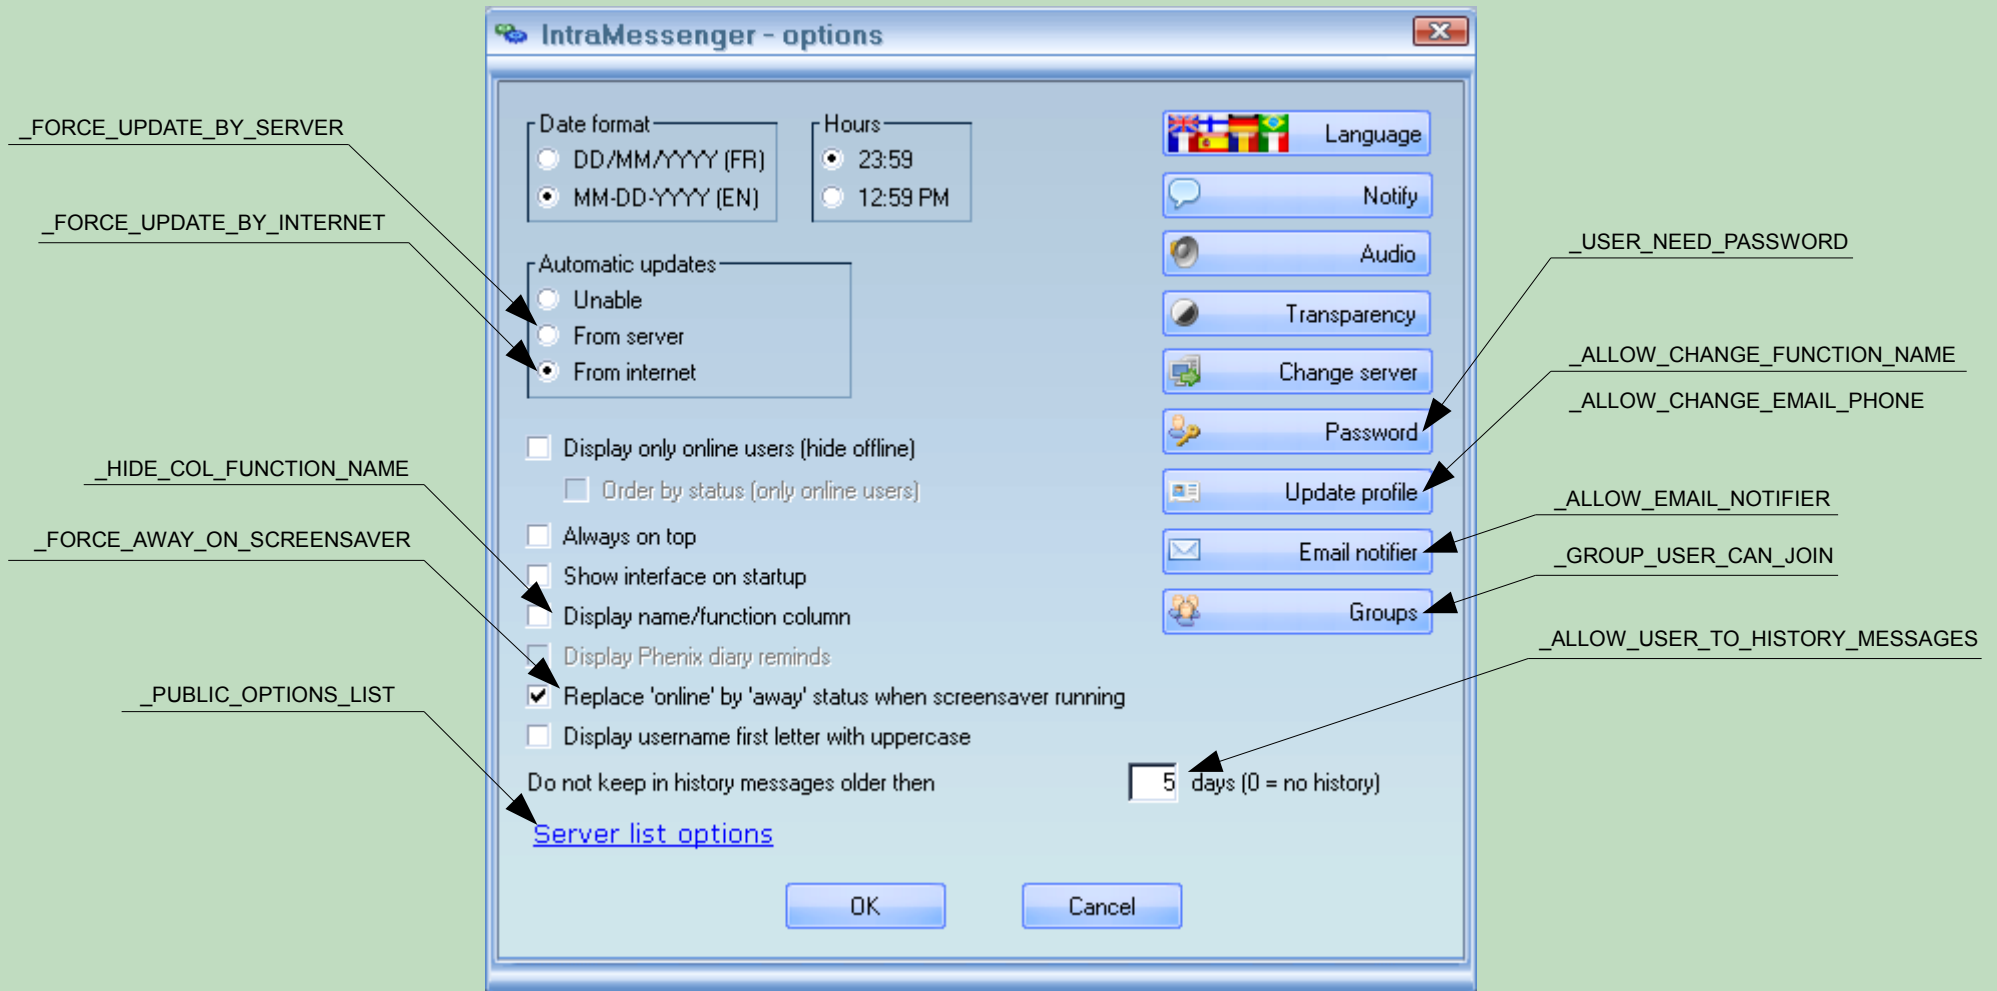 IntraMessenger - options
_FORCE_UPDATE_BY_SERVER
_FORCE_UPDATE_BY_INTERNET
_HIDE_COL_FUNCTION_NAME
_FORCE_AWAY_ON_SCREENSAVER
_PUBLIC_OPTIONS_LIST
Date format
DD/MM/YYYY (FR)
MM-DD-YYYY (EN)
Hours
23:59
12:59 PM
Automatic updates
Unable
From server
From internet
Display only online users (hide offline)
Order by status (only online users)
Always on top
Show interface on startup
Display name/function column
Display Phenix diary reminds
Replace 'online' by 'away' status when screensaver running
Display username first letter with uppercase
Do not keep in history messages older then 5 days (0 = no history)
Server list options
OK
Cancel
Language
Notify
Audio
Transparency
Change server
Password
Update profile
Email notifier
Groups
_USER_NEED_PASSWORD
_ALLOW_CHANGE_FUNCTION_NAME
_ALLOW_CHANGE_EMAIL_PHONE
_ALLOW_EMAIL_NOTIFIER
_GROUP_USER_CAN_JOIN
_ALLOW_USER_TO_HISTORY_MESSAGES